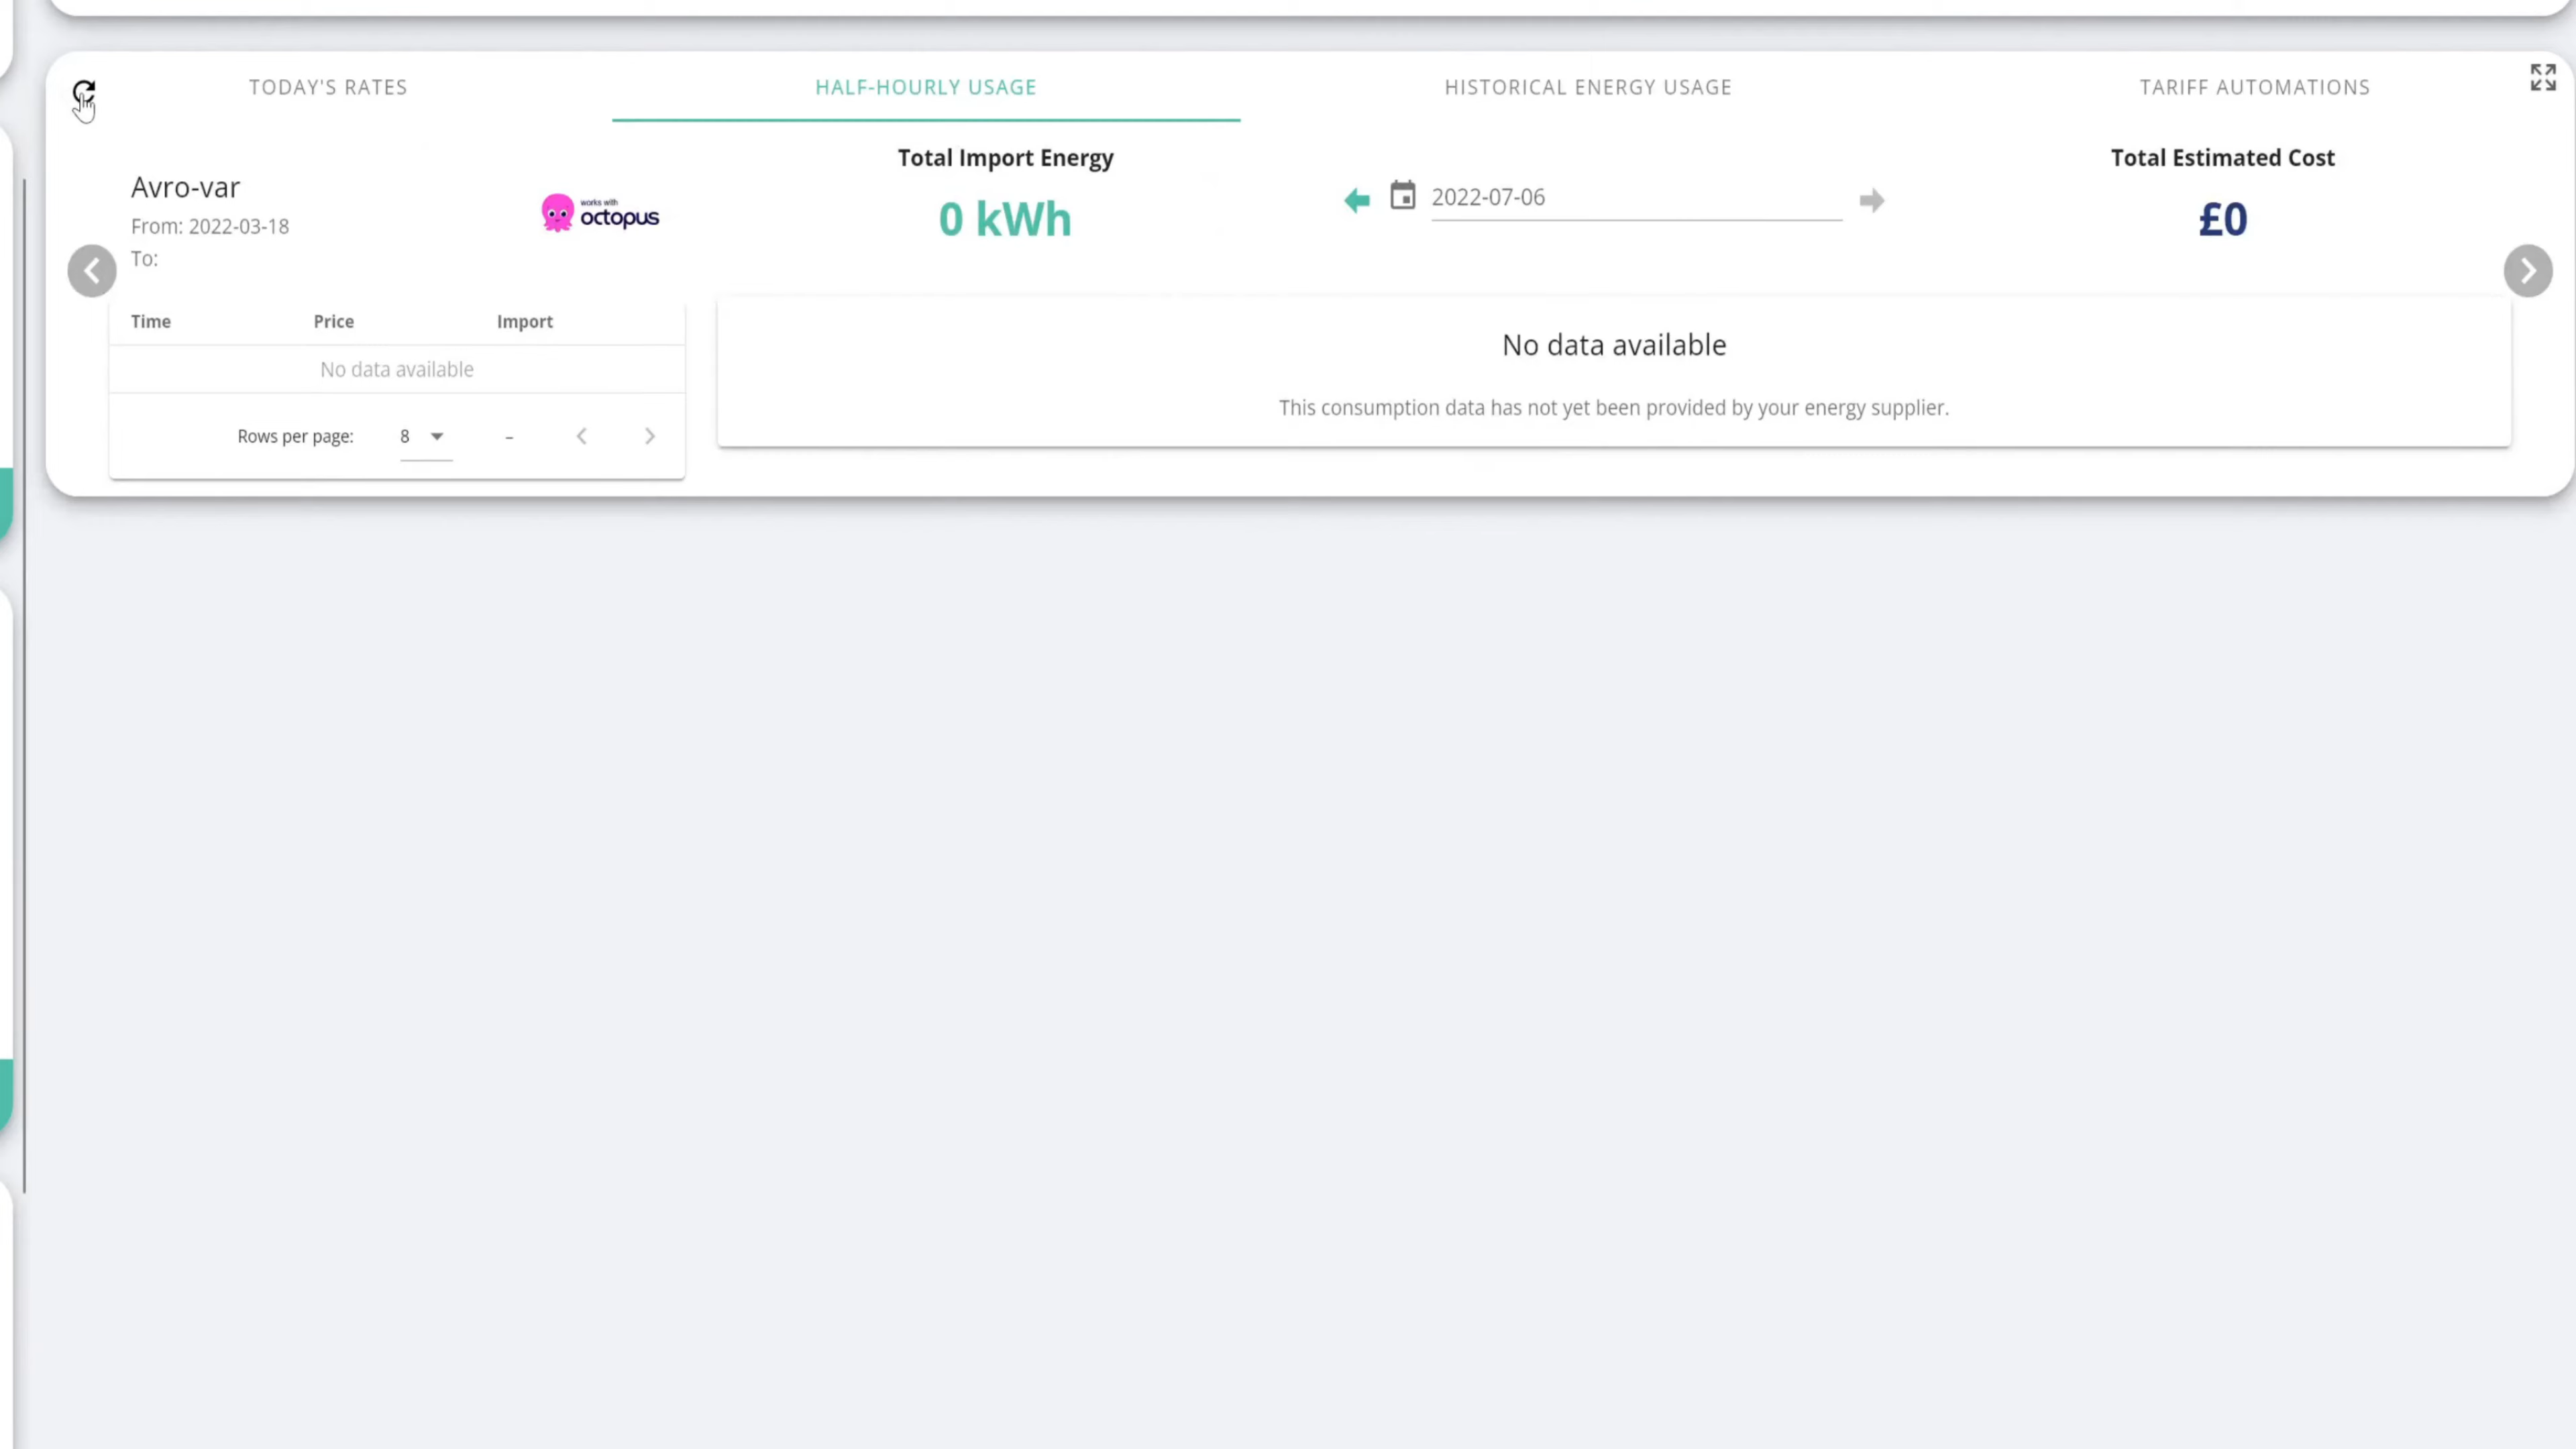 TODAY'S RATES
HALF-HOURLY USAGE
HISTORICAL ENERGY USAGE
TARIFF AUTOMATIONS
Avro-var
From: 2022-03-18
To:
works with
octopus
Total Import Energy
0 kWh
2022-07-06
Total Estimated Cost
£0
Time Price Import
No data available
Rows per page: 8 –
No data available
This consumption data has not yet been provided by your energy supplier.